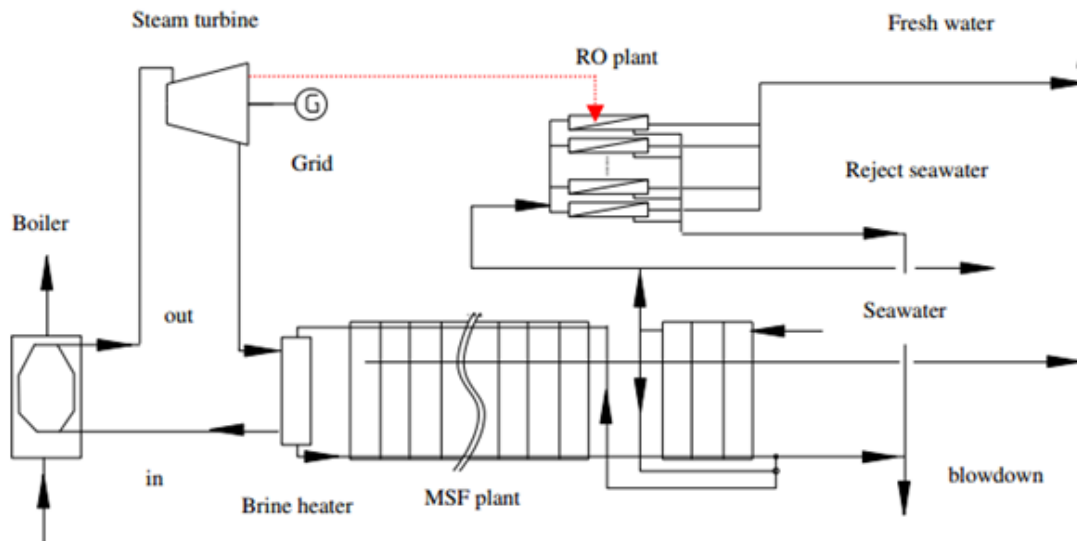 Steam turbine
Fresh water
RO plant
G
Grid
Reject seawater
Boiler
out
Seawater
in
Brine heater
MSF plant
blowdown